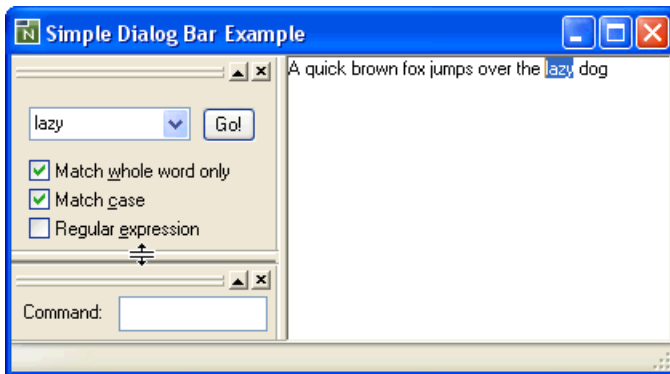 N Simple Dialog Bar Example
A quick brown fox jumps over the lazy dog
lazy Go!
Match whole word only
Match case
Regular expression
Command: